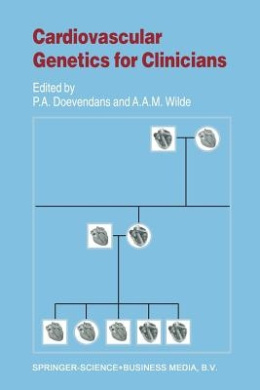 Cardiovascular
Genetics for Clinicians
Edited by
P.A. Doevendans and A.A.M. Wilde
SPRINGER-SCIENCE+BUSINESS MEDIA, B.V.